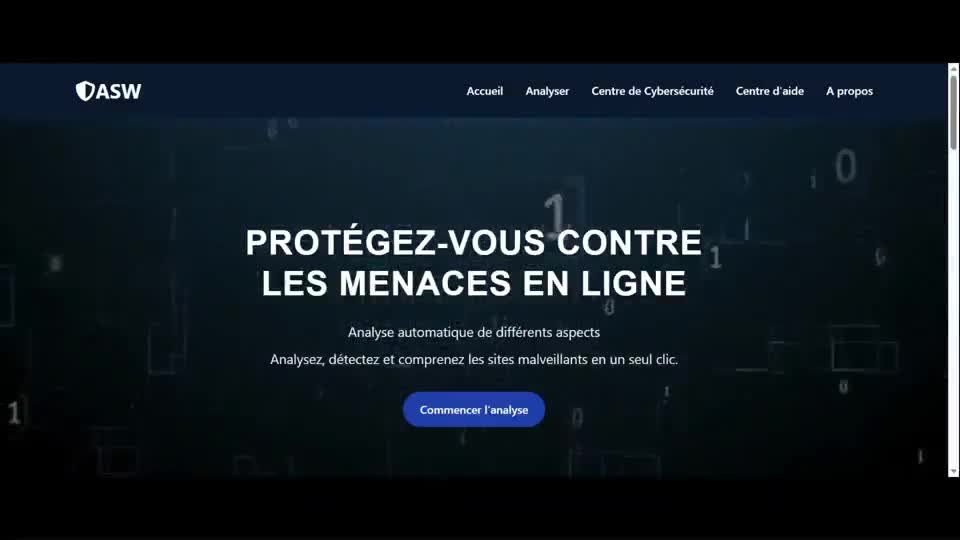 ASW
Accueil Analyser Centre de Cybersécurité Centre d'aide A propos
PROTÉGEZ-VOUS CONTRE
LES MENACES EN LIGNE
Analyse automatique de différents aspects
Analysez, détectez et comprenez les sites malveillants en un seul clic.
Commencer l'analyse